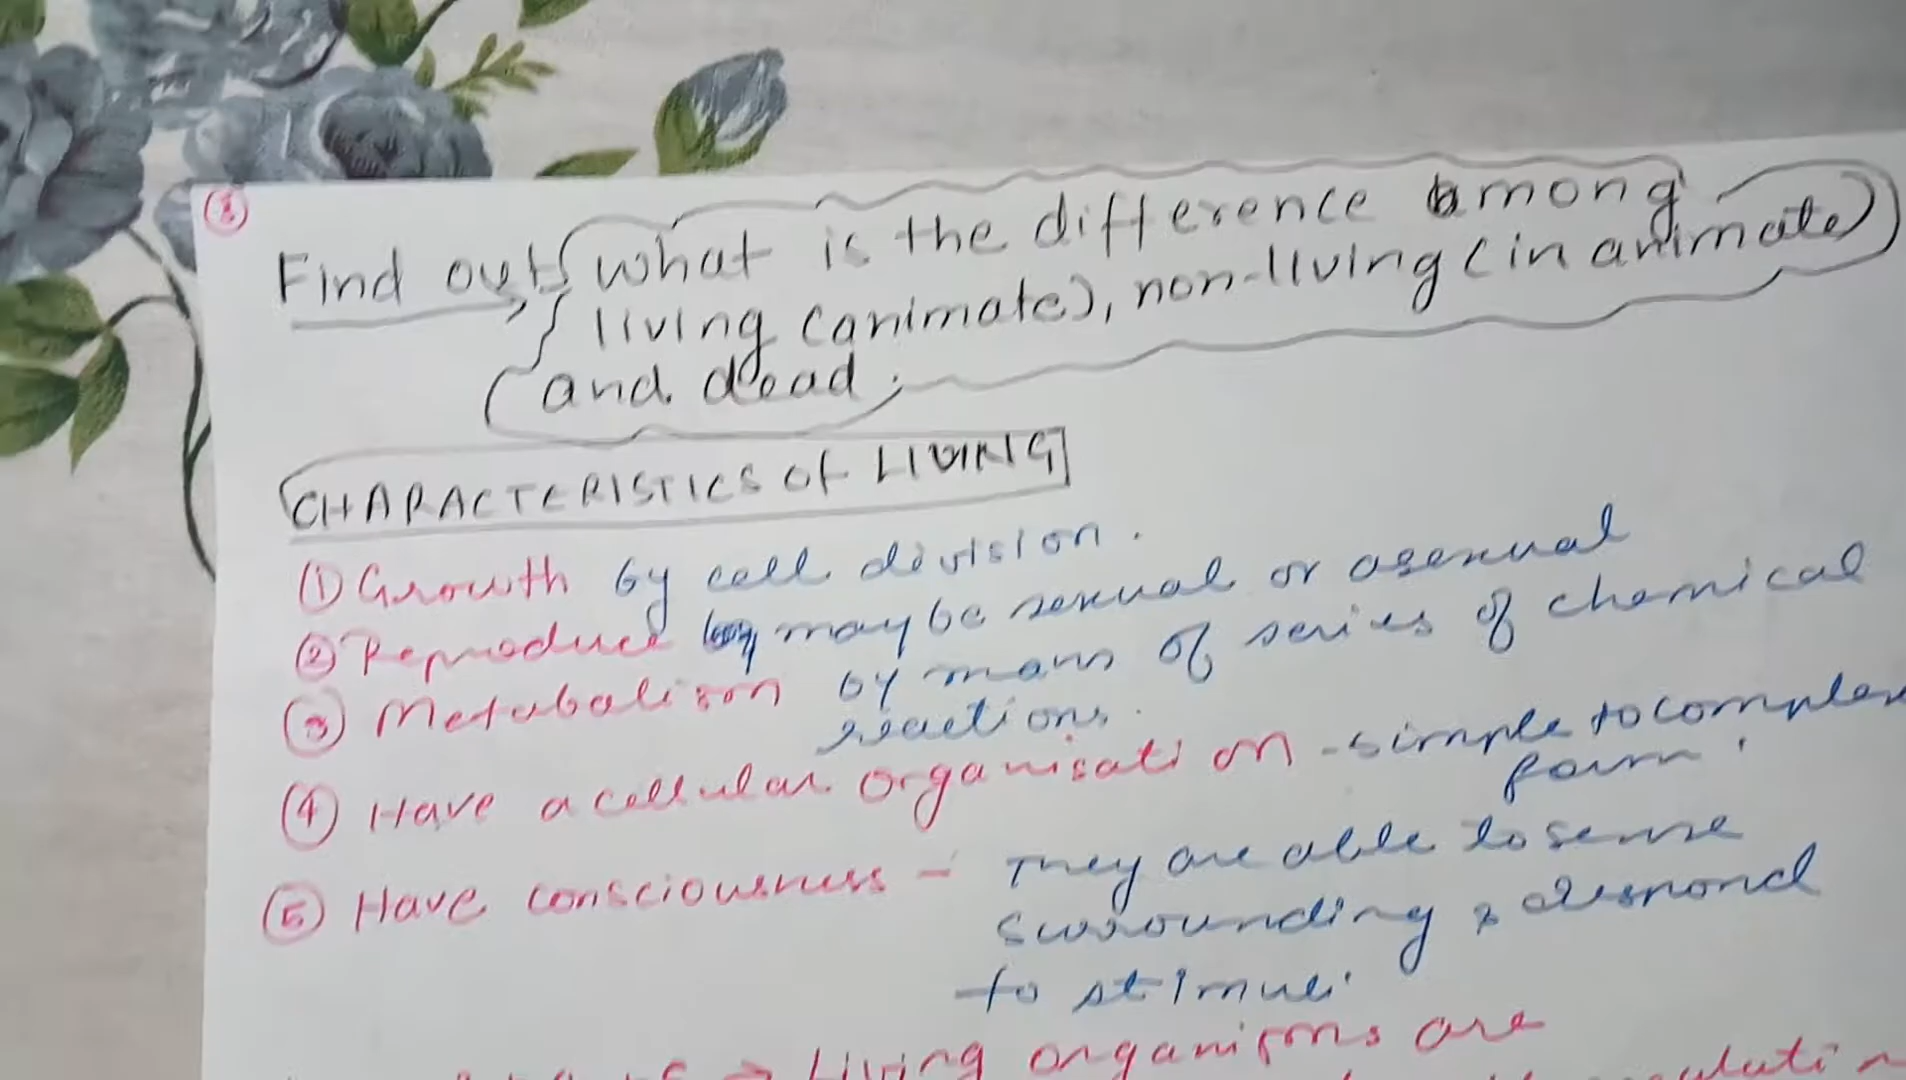 ③
Find out what is the difference among
living (animate), non-living (in animate)
and dead.
CHARACTERISTICS OF LIVING
① Growth by cell division.
② Reproduce may be sexual or asexual
③ Metabolism by means of series of chemical
reactions.
④ Have a cellular organisation - simple to complex
form.
⑤ Have consciousness - They are able to sense
surrounding & respond
to stimuli.
→ Living organisms are